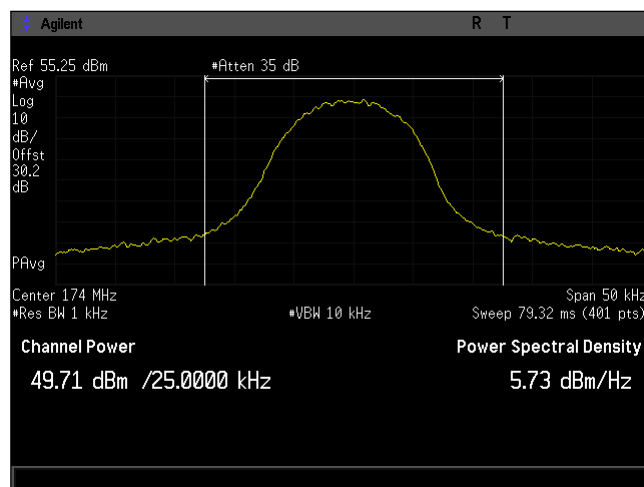 Agilent R T
Ref 55.25 dBm #Atten 35 dB
#Avg
Log
10
dB/
Offst
30.2
dB
PAvg
Center 174 MHz Span 50 kHz
#Res BW 1 kHz #VBW 10 kHz Sweep 79.32 ms (401 pts)
Channel Power Power Spectral Density
49.71 dBm /25.0000 kHz 5.73 dBm/Hz